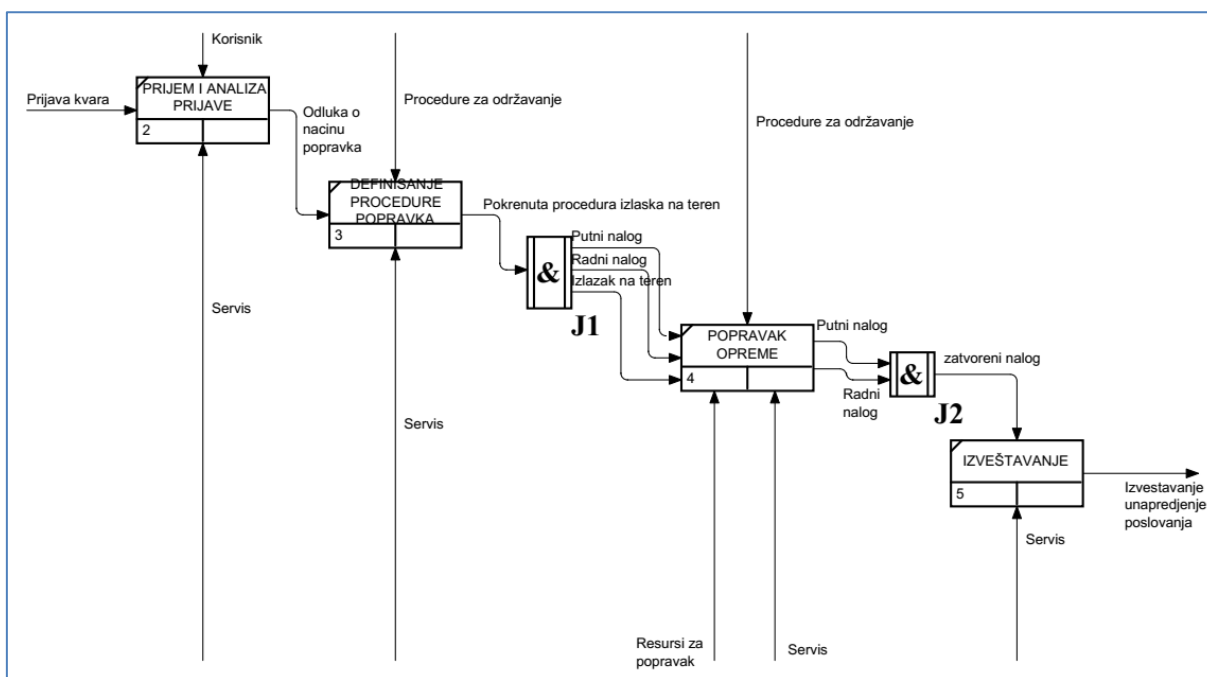 Korisnik
Prijava kvara
PRIJEM I ANALIZA
PRIJAVE
2
Odluka o
nacinu
popravka
Procedure za održavanje
Procedure za održavanje
DEFINISANJE
PROCEDURE
POPRAVKA
3
Pokrenuta procedura izlaska na teren
Putni nalog
Radni nalog
Izlazak na teren
&
J1
Servis
POPRAVAK
OPREME
4
Putni nalog
Radni
nalog
&
J2
zatvoreni nalog
Servis
IZVEŠTAVANJE
5
Izvestavanje
unapredjenje
poslovanja
Servis
Resursi za
popravak
Servis